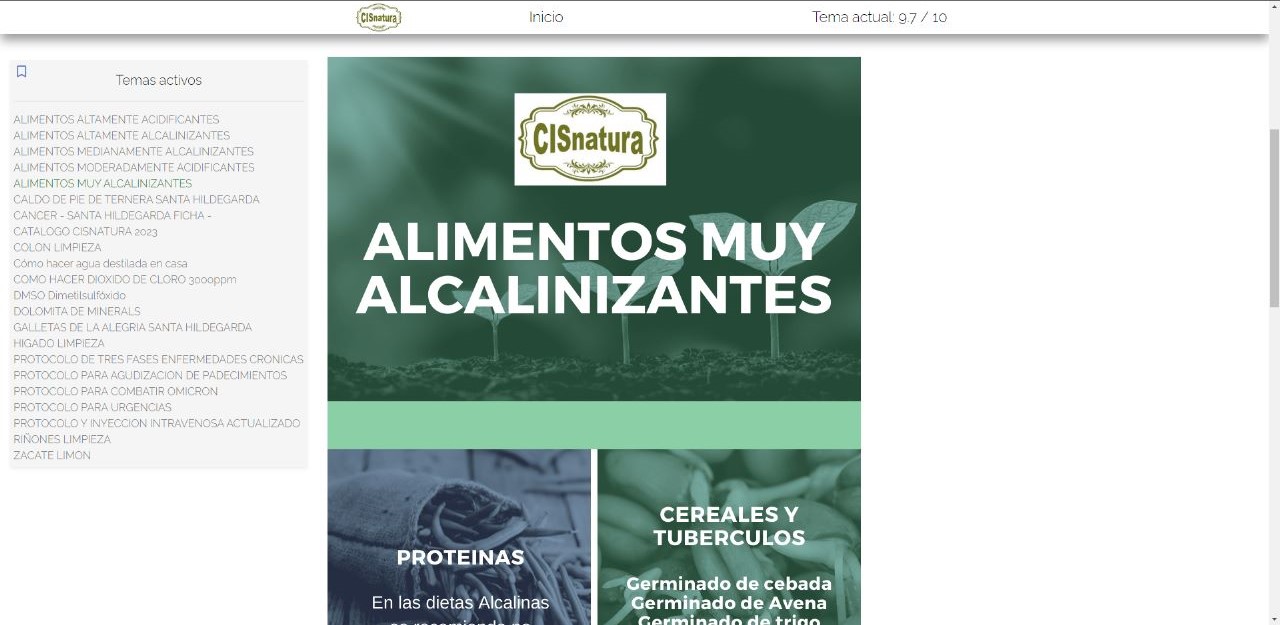 CISnatura
Inicio
Tema actual: 9.7 / 10
Temas activos
ALIMENTOS ALTAMENTE ACIDIFICANTES
ALIMENTOS ALTAMENTE ALCALINIZANTES
ALIMENTOS MEDIANAMENTE ALCALINIZANTES
ALIMENTOS MODERADAMENTE ACIDIFICANTES
ALIMENTOS MUY ALCALINIZANTES
CALDO DE PIE DE TERNERA SANTA HILDEGARDA
CANCER - SANTA HILDEGARDA FICHA -
CATALOGO CISNATURA 2023
COLON LIMPIEZA
Cómo hacer agua destilada en casa
COMO HACER DIOXIDO DE CLORO 3000ppm
DMSO Dimetilsulfóxido
DOLOMITA DE MINERALS
GALLETAS DE LA ALEGRIA SANTA HILDEGARDA
HIGADO LIMPIEZA
PROTOCOLO DE TRES FASES ENFERMEDADES CRONICAS
PROTOCOLO PARA AGUDIZACION DE PADECIMIENTOS
PROTOCOLO PARA COMBATIR OMICRON
PROTOCOLO PARA URGENCIAS
PROTOCOLO Y INYECCION INTRAVENOSA ACTUALIZADO
RIÑONES LIMPIEZA
ZACATE LIMON
CISnatura
ALIMENTOS MUY
ALCALINIZANTES
PROTEINAS
En las dietas Alcalinas
se recomienda no
CEREALES Y
TUBERCULOS
Germinado de cebada
Germinado de Avena
Germinado de trigo